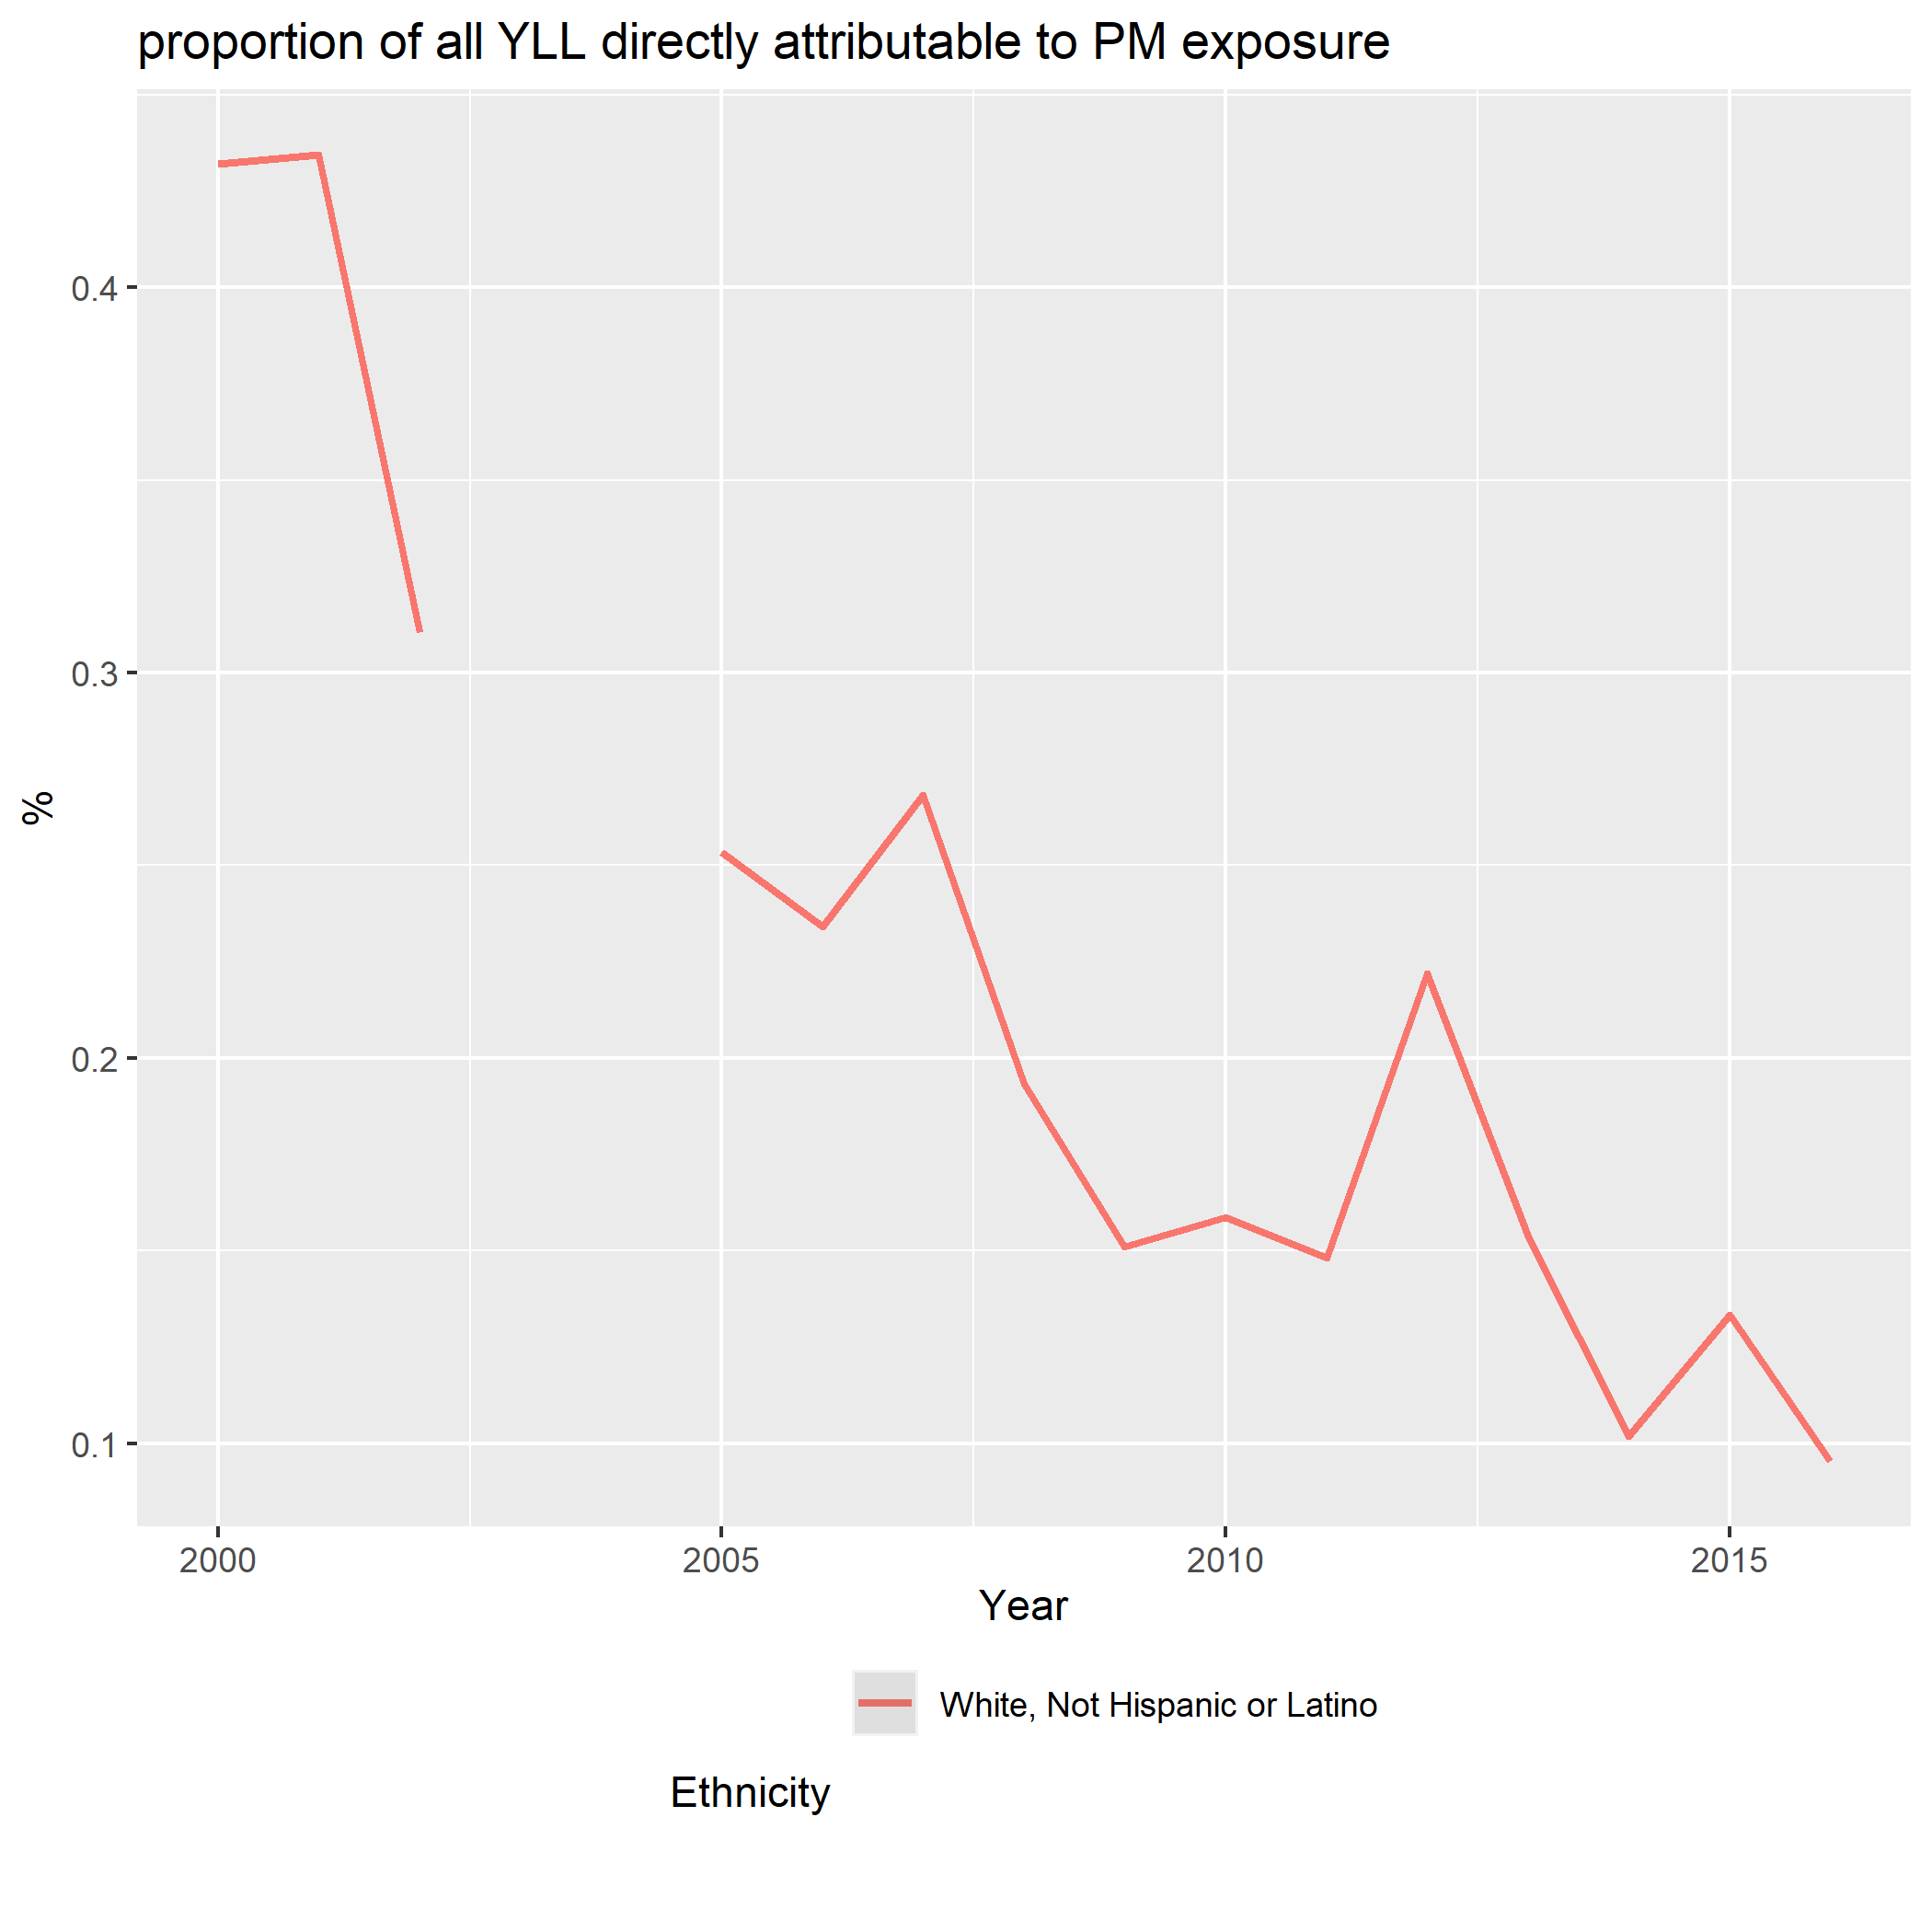 proportion of all YLL directly attributable to PM exposure
%
0.4
0.3
0.2
0.1
2000 2005 2010 2015
Year
White, Not Hispanic or Latino
Ethnicity